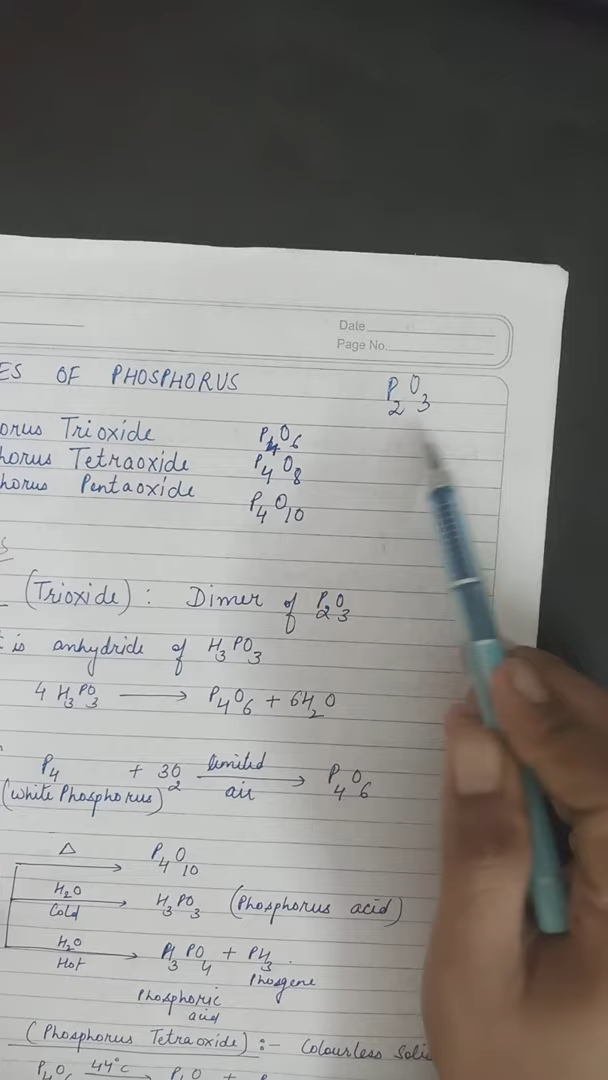 Date
Page No.
ES OF PHOSPHORUS P2O3
orus Trioxide P4O6
horus Tetraoxide P4O8
horus Pentaoxide P4O10
S
(Trioxide) : Dimer of P2O3
is anhydride of H3PO3
4 H3PO3 → P4O6 + 6H2O
P4 + 3O2 limited air → P4O6
(white Phosphorus)
Δ → P4O10
H2O Cold → H3PO3 (Phosphorus acid)
H2O Hot → H3PO4 + PH3.
Phosgene
Phosphoric
acid
(Phosphorus Tetraoxide) :- Colourless Soli
44°C → +